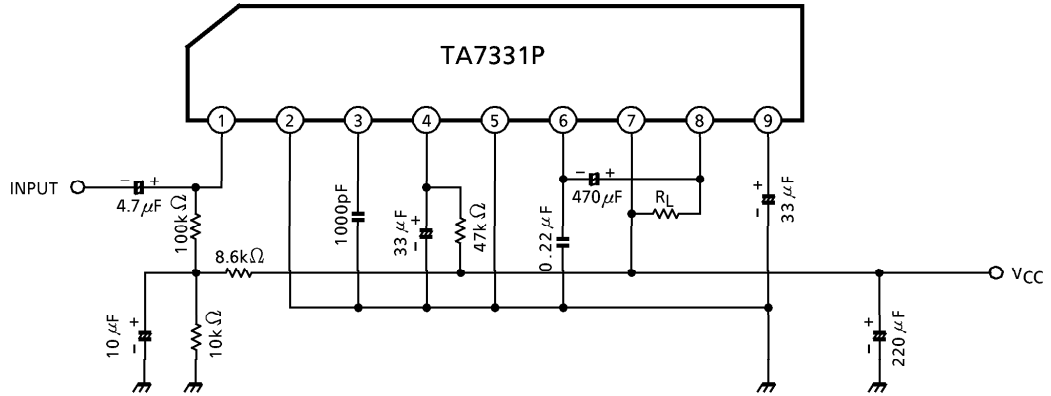 TA7331P
1 2 3 4 5 6 7 8 9
INPUT
- +
4.7μF
100kΩ
8.6kΩ
10μF
+
-
10kΩ
1000pF
33μF
+
-
47kΩ
0.22μF
- +
470μF
RL
+
-
33μF
VCC
+
-
220μF